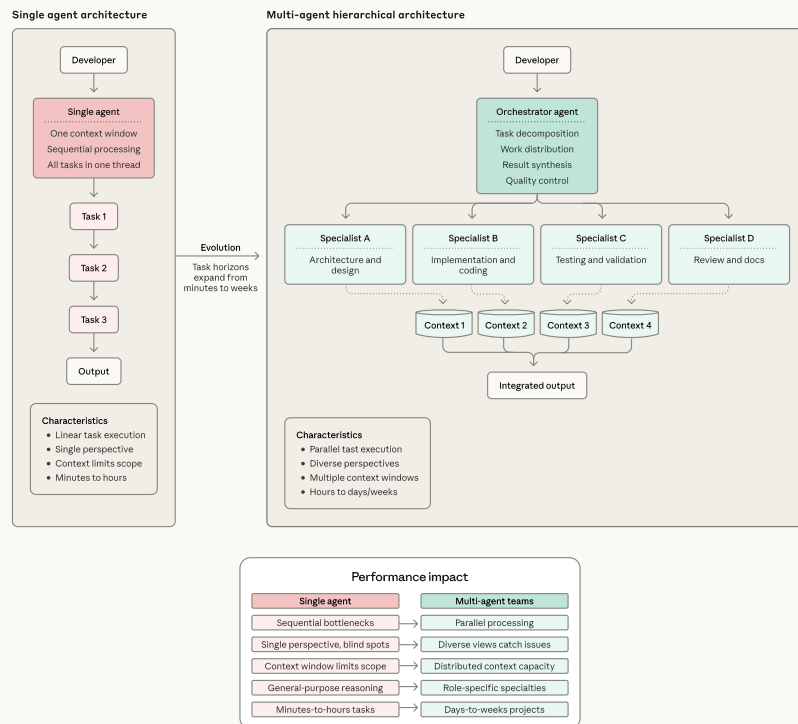 Single agent architecture
Developer
Single agent
One context window
Sequential processing
All tasks in one thread
Task 1
Task 2
Task 3
Output
Characteristics
Linear task execution
Single perspective
Context limits scope
Minutes to hours
Evolution
Task horizons
expand from
minutes to weeks
Multi-agent hierarchical architecture
Developer
Orchestrator agent
Task decomposition
Work distribution
Result synthesis
Quality control
Specialist A
Architecture and
design
Specialist B
Implementation and
coding
Specialist C
Testing and validation
Specialist D
Review and docs
Context 1
Context 2
Context 3
Context 4
Integrated output
Characteristics
Parallel tast execution
Diverse perspectives
Multiple context windows
Hours to days/weeks
Performance impact
Single agent
Multi-agent teams
Sequential bottlenecks
Parallel processing
Single perspective, blind spots
Diverse views catch issues
Context window limits scope
Distributed context capacity
General-purpose reasoning
Role-specific specialties
Minutes-to-hours tasks
Days-to-weeks projects